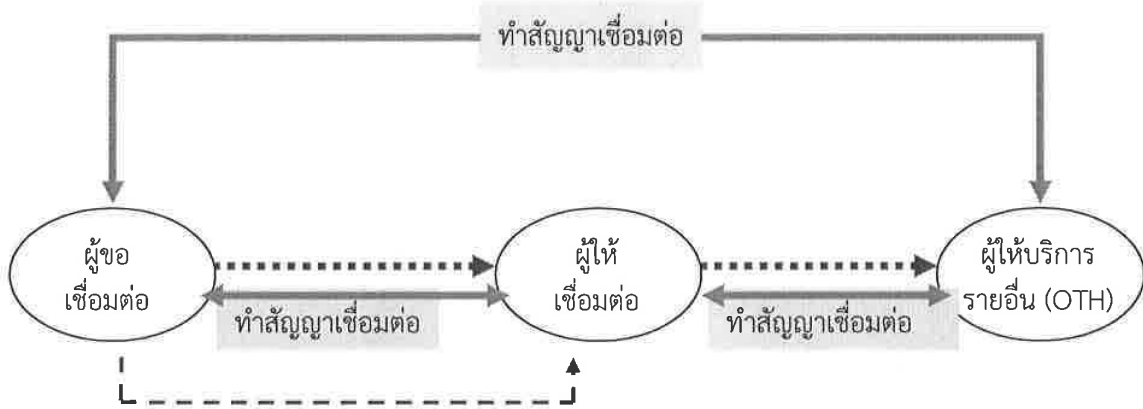 ทำสัญญาเชื่อมต่อ
ผู้ขอ
เชื่อมต่อ
ผู้ให้
เชื่อมต่อ
ผู้ให้บริการ
รายอื่น (OTH)
ทำสัญญาเชื่อมต่อ
ทำสัญญาเชื่อมต่อ